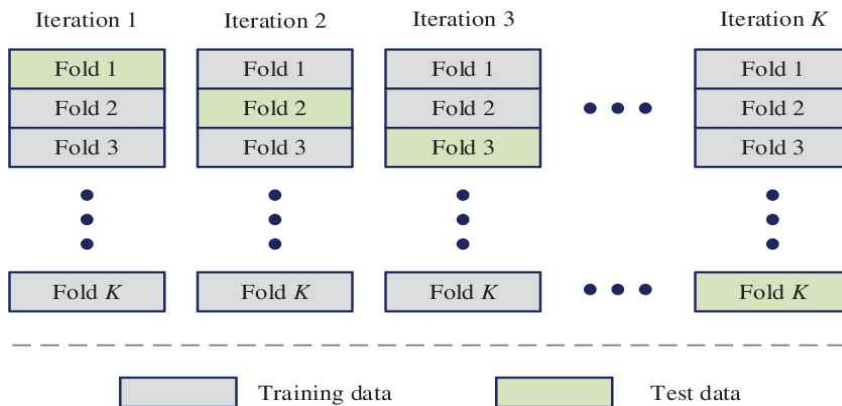 Iteration 1 Iteration 2 Iteration 3 Iteration K
Fold 1 Fold 1 Fold 1 Fold 1
Fold 2 Fold 2 Fold 2 Fold 2
Fold 3 Fold 3 Fold 3 Fold 3
Fold K Fold K Fold K Fold K
Training data Test data